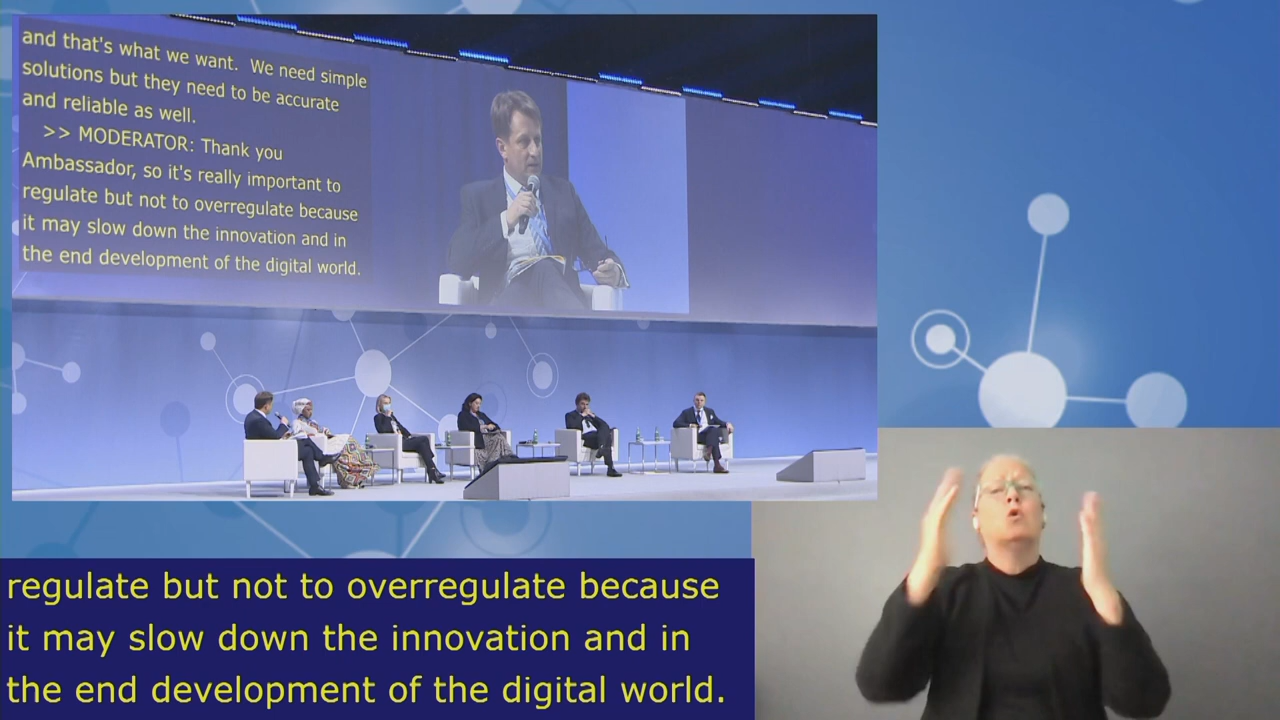 and that's what we want. We need simple
solutions but they need to be accurate
and reliable as well.
>> MODERATOR: Thank you
Ambassador, so it's really important to
regulate but not to overregulate because
it may slow down the innovation and in
the end development of the digital world.
regulate but not to overregulate because
it may slow down the innovation and in
the end development of the digital world.